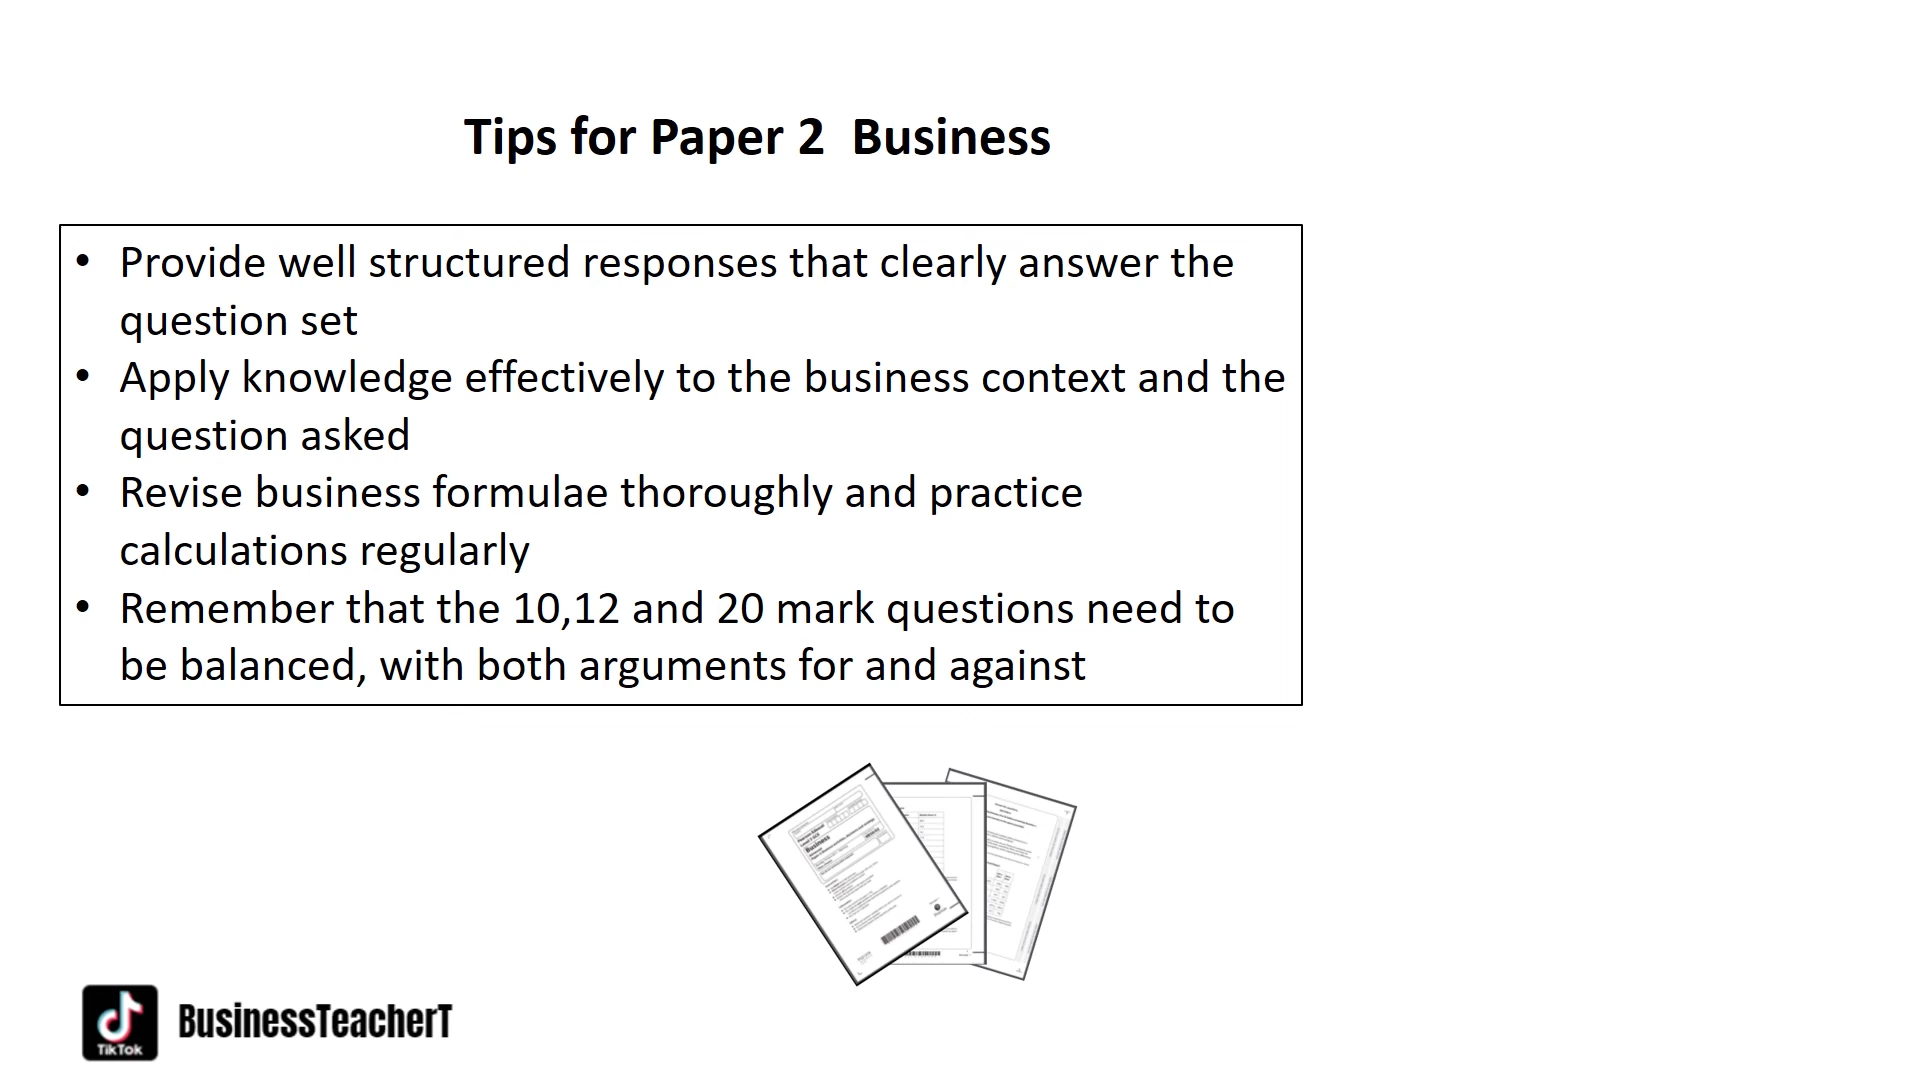 Tips for Paper 2  Business
• Provide well structured responses that clearly answer the
question set
• Apply knowledge effectively to the business context and the
question asked
• Revise business formulae thoroughly and practice
calculations regularly
• Remember that the 10,12 and 20 mark questions need to
be balanced, with both arguments for and against
Business
TikTok
BusinessTeacherT